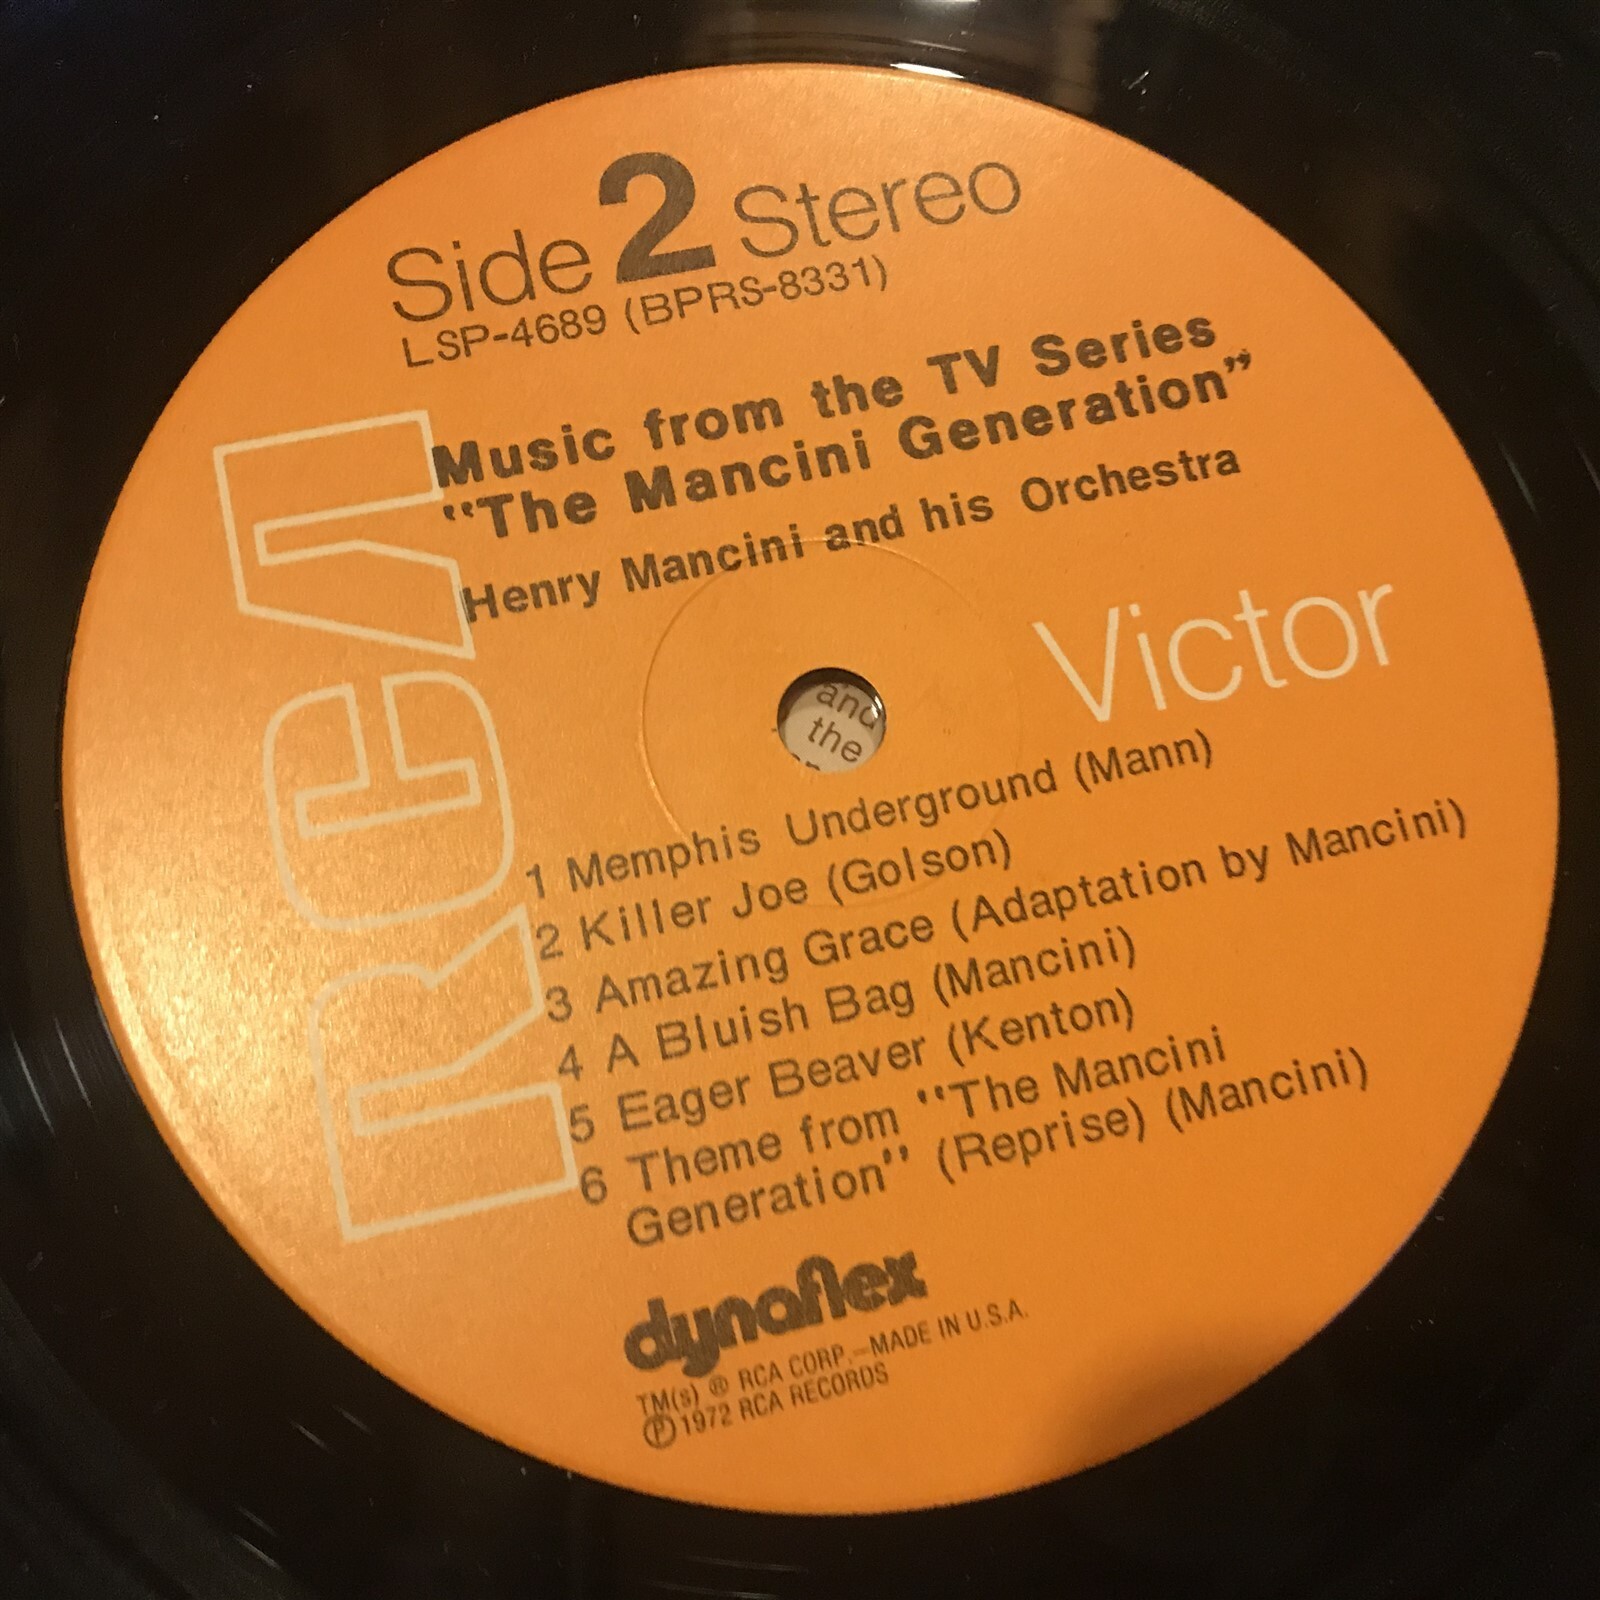 Side 2 Stereo
LSP-4689 (BPRS-8331)
Music from the TV Series
"The Mancini Generation"
Henry Mancini and his Orchestra
RCA
Victor
and
the
1 Memphis Underground (Mann)
2 Killer Joe (Golson)
3 Amazing Grace (Adaptation by Mancini)
4 A Bluish Bag (Mancini)
5 Eager Beaver (Kenton)
6 Theme from "The Mancini
Generation" (Reprise) (Mancini)
dynaflex
TM(s) ® RCA CORP.—MADE IN U.S.A.
℗ 1972 RCA RECORDS